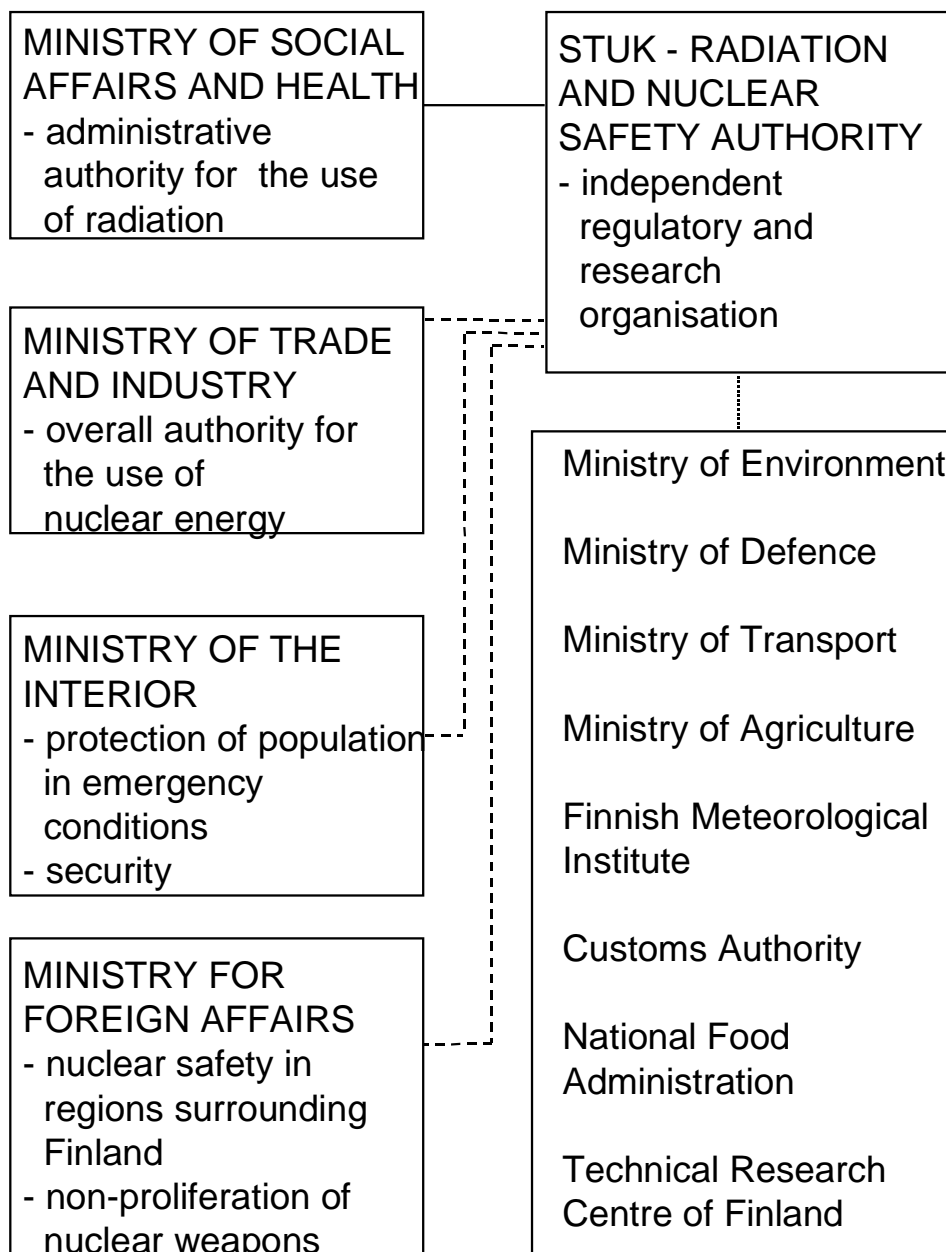 MINISTRY OF SOCIAL
AFFAIRS AND HEALTH
- administrative
authority for the use
of radiation
STUK - RADIATION
AND NUCLEAR
SAFETY AUTHORITY
- independent
regulatory and
research
organisation
MINISTRY OF TRADE
AND INDUSTRY
- overall authority for
the use of
nuclear energy
MINISTRY OF THE
INTERIOR
- protection of population
in emergency
conditions
- security
MINISTRY FOR
FOREIGN AFFAIRS
- nuclear safety in
regions surrounding
Finland
- non-proliferation of
nuclear weapons
Ministry of Environment
Ministry of Defence
Ministry of Transport
Ministry of Agriculture
Finnish Meteorological
Institute
Customs Authority
National Food
Administration
Technical Research
Centre of Finland